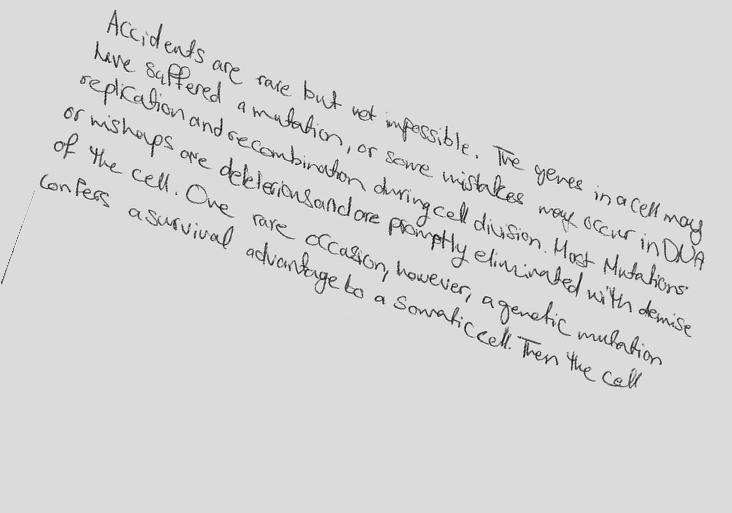 Accidents are rare but not impossible. The genes in a cell may
have suffered a mutation, or some mistakes may occur in DNA
replication and recombination during cell division. Most Mutations
or mishaps are deleterious and are promptly eliminated with demise
of the cell. One rare occasion, however, a genetic mutation
confers a survival advantage to a somatic cell. Then the cell